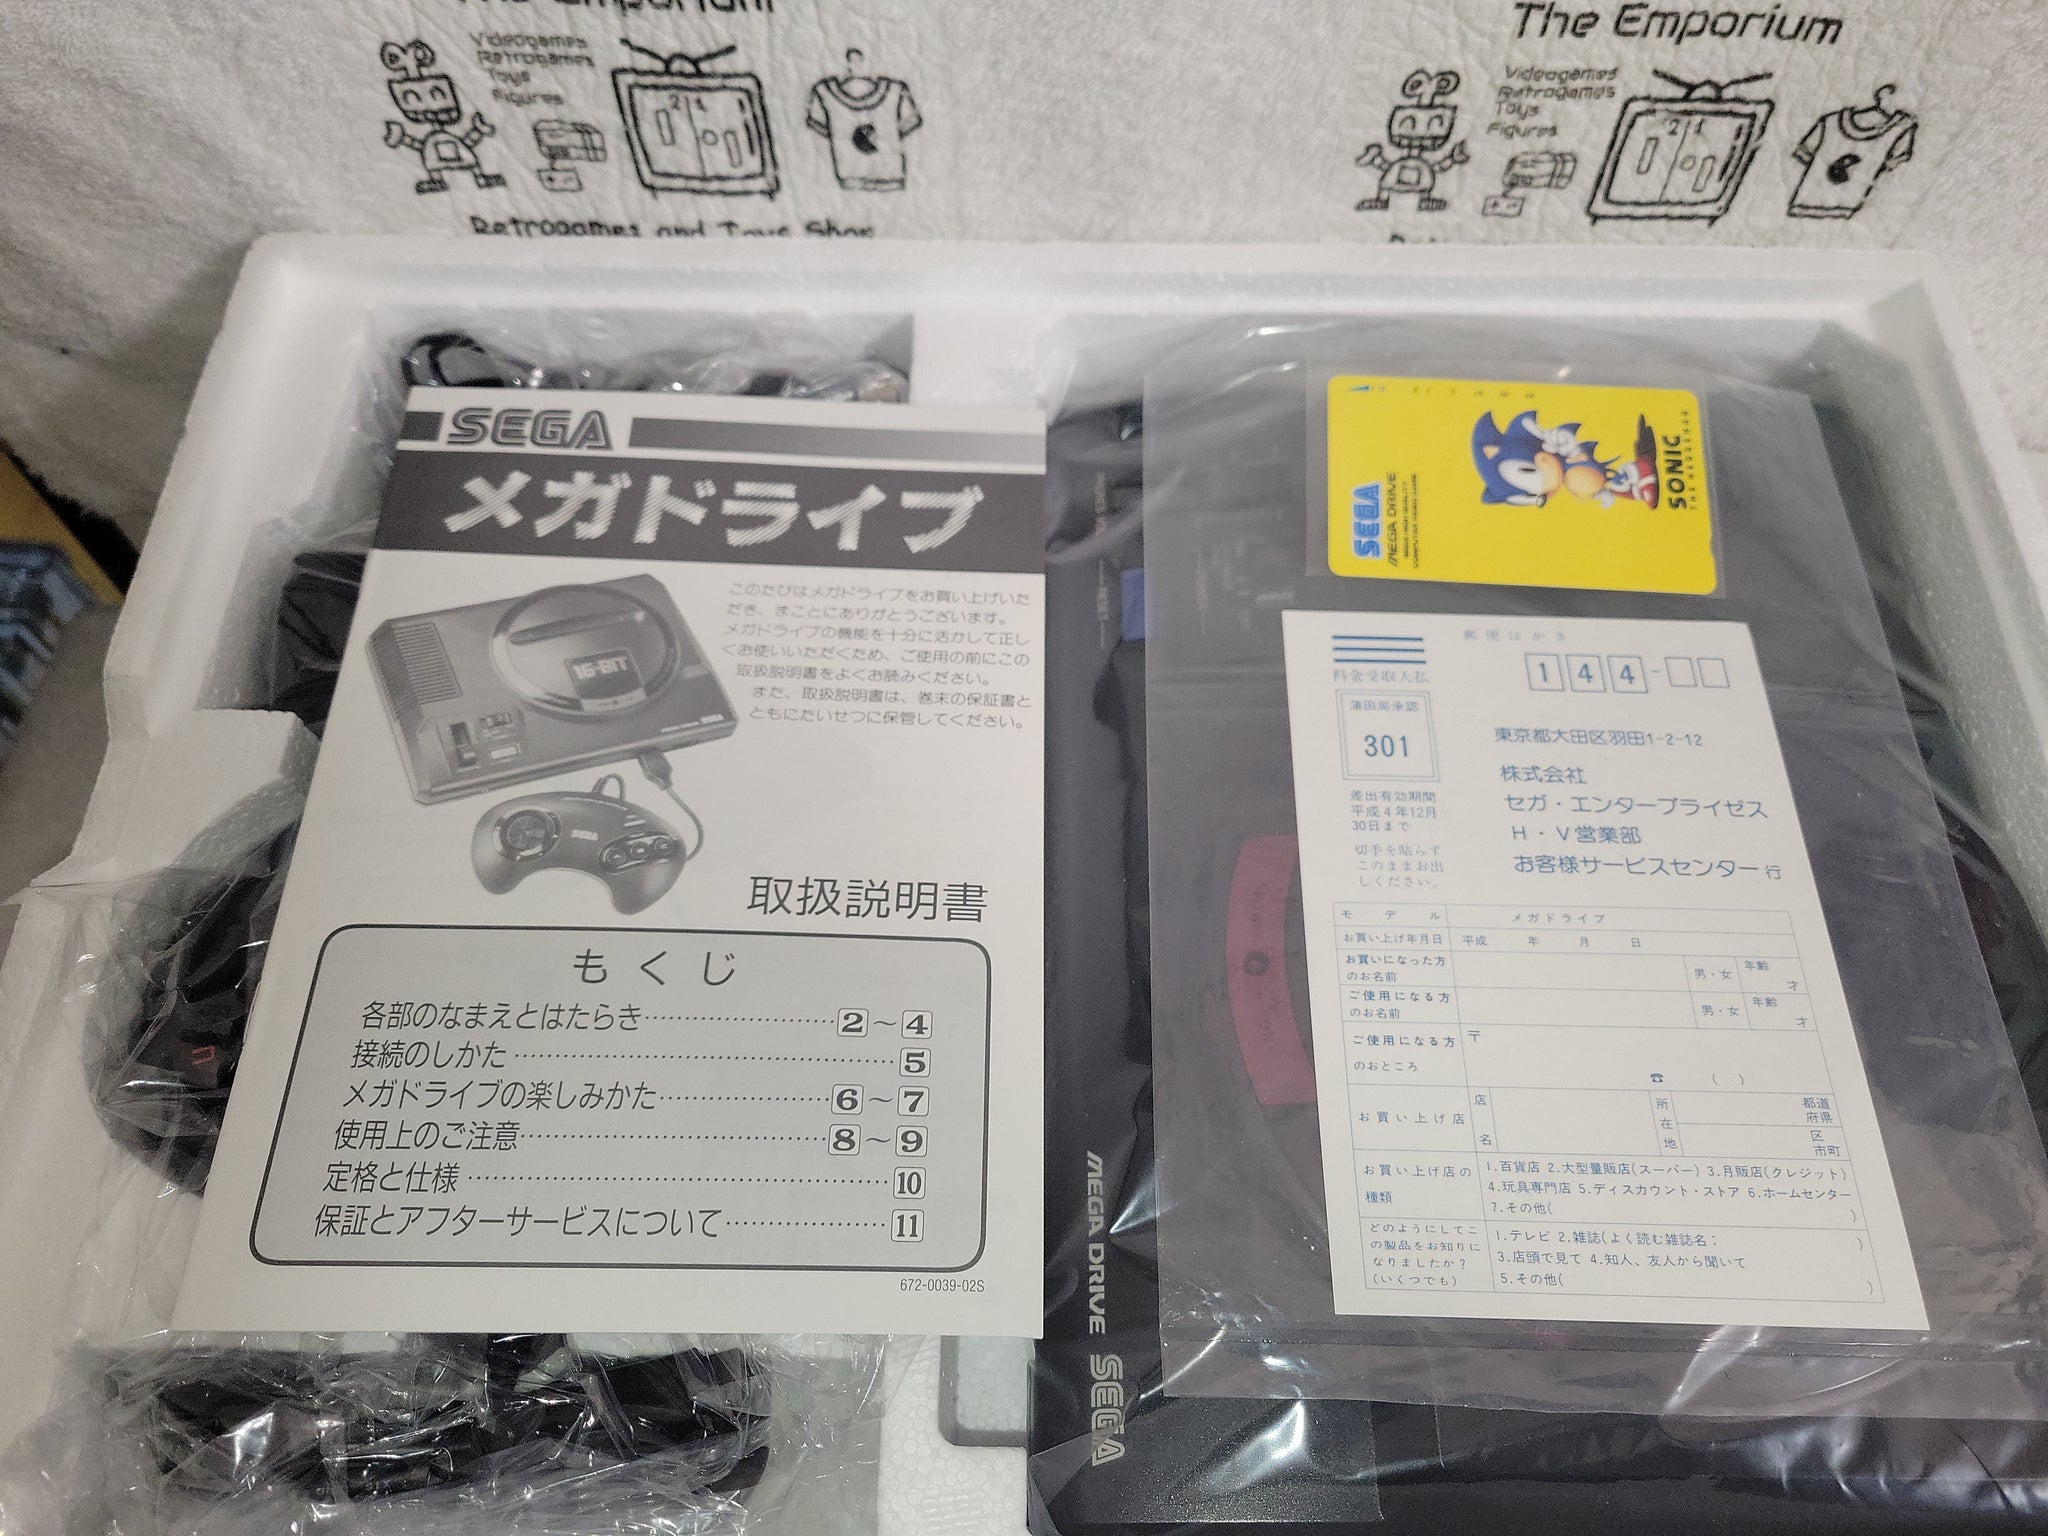 The Emporium
Videogames
Retrogames
Toys
Figures
2 4
Retrogames and Toys Shop
The Emporium
Videogames
Retrogames
Toys
Figures
2 4
SEGA
メガドライブ
このたびはメガドライブをお買い上げいた
だき、まことにありがとうございます。
メガドライブの機能を十分に活かして正し
くお使いいただくため、ご使用の前にこの
取扱説明書をよくお読みください。
また、取扱説明書は、巻末の保証書と
ともにたいせつに保管してください。
16-BIT
SEGA
SEGA
取扱説明書
もくじ
各部のなまえとはたらき……………………2～4
接続のしかた……………………………………5
メガドライブの楽しみかた………………6～7
使用上のご注意……………………………8～9
定格と仕様………………………………………10
保証とアフターサービスについて……………11
672-0039-02S
SEGA
MEGA DRIVE
SONIC
THE HEDGEHOG
郵便はがき
料金受取人払
144-□□
蒲田局承認
301
差出有効期間
平成4年12月
30日まで
切手を貼らず
このままお出
しください。
東京都大田区羽田1-2-12
株式会社
セガ・エンタープライゼス
H・V営業部
お客様サービスセンター行
モデル メガドライブ
お買い上げ年月日 平成 年 月 日
お買いになった方のお名前 男・女 年齢 才
ご使用になる方のお名前 男・女 年齢 才
ご使用になる方のおところ 〒 ☎ ( )
お買い上げ店 店名 所在地 都道府県 区市町
お買い上げ店の種類 1.百貨店 2.大型量販店(スーパー) 3.月販店(クレジット)
4.玩具専門店 5.ディスカウント・ストア 6.ホームセンター
7.その他( )
どのようにしてこの製品をお知りになりましたか？(いくつでも) 1.テレビ 2.雑誌(よく読む雑誌名： )
3.店頭で見て 4.知人、友人から聞いて
5.その他( )
MEGA DRIVE SEGA